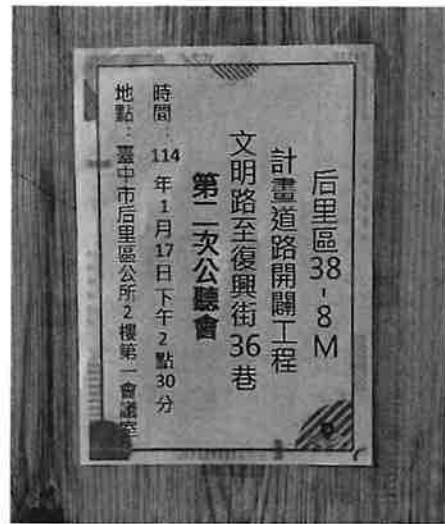 后里區38-8M
計畫道路開闢工程
文明路至復興街36巷
第二次公聽會
時間：114年1月17日下午2點30分
地點：臺中市后里區公所2樓第一會議室